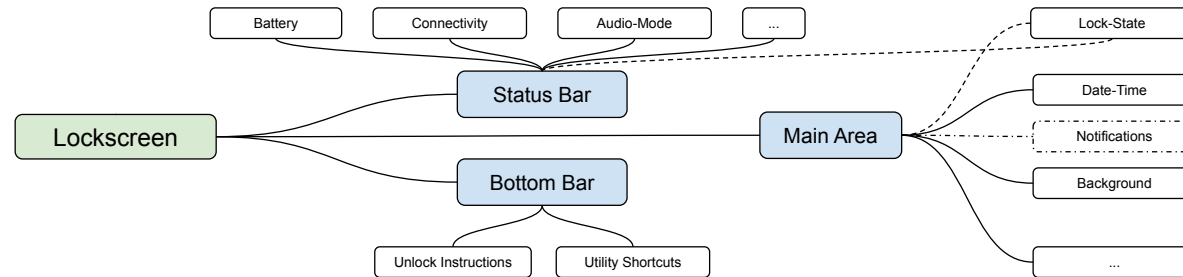 Battery
Connectivity
Audio-Mode
...
Lock-State
Status Bar
Date-Time
Lockscreen
Main Area
Notifications
Bottom Bar
Background
Unlock Instructions
Utility Shortcuts
...